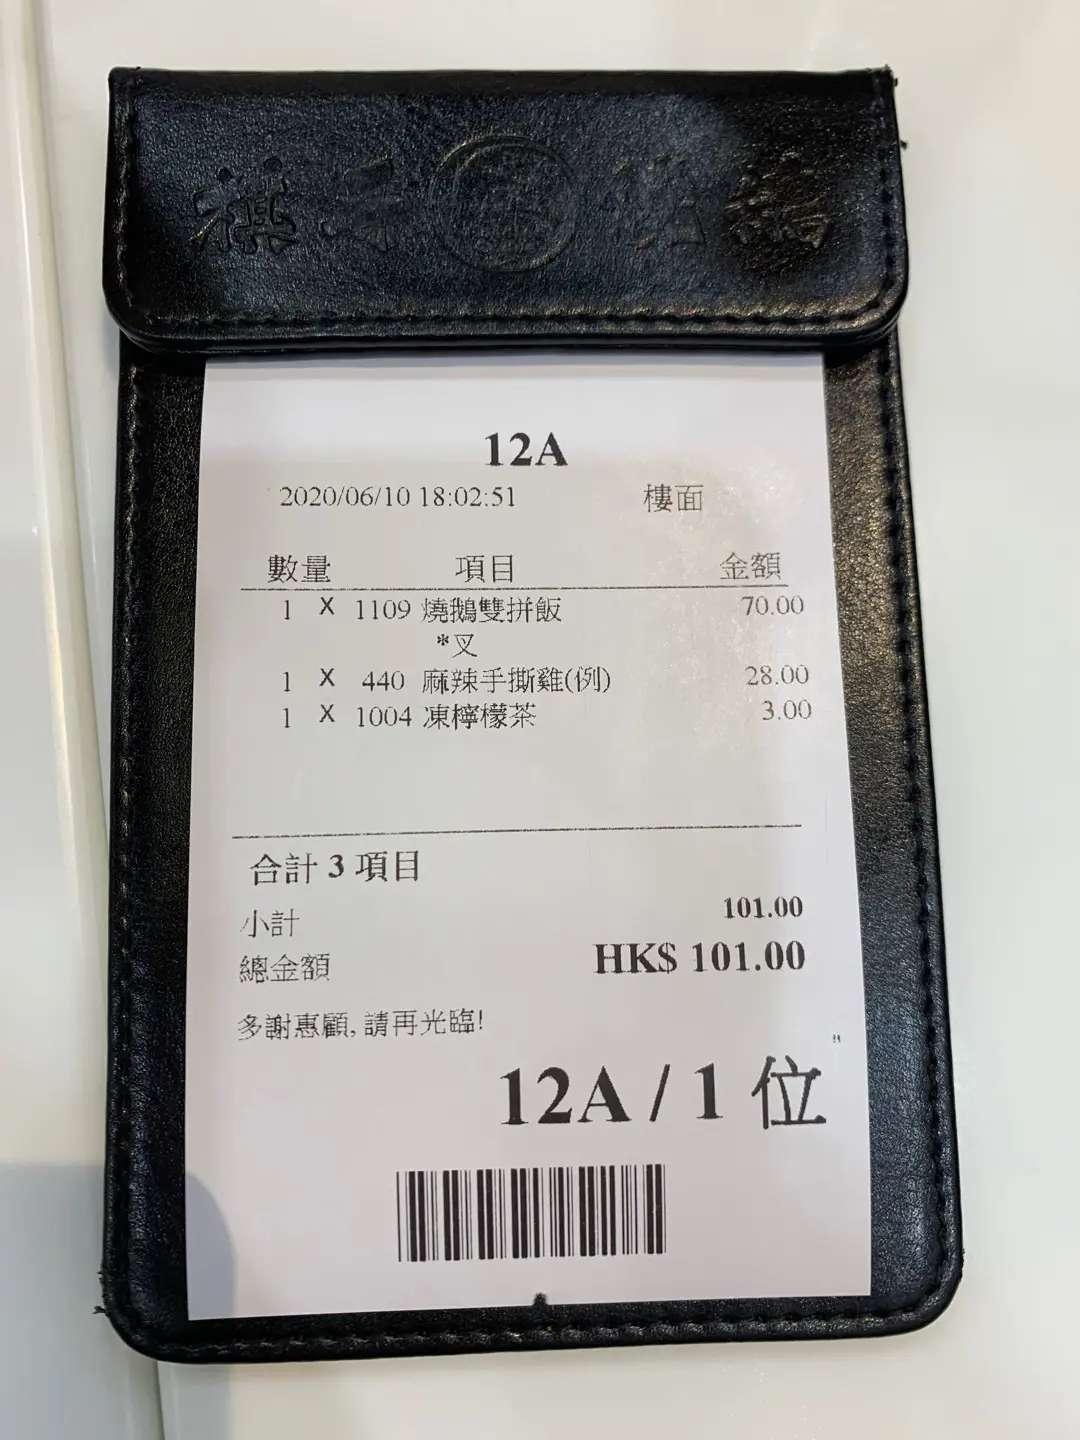 12A
2020/06/10 18:02:51 樓面
數量 項目 金額
1 X 1109 燒鵝雙拼飯 70.00
*叉
1 X 440 麻辣手撕雞(例) 28.00
1 X 1004 凍檸檬茶 3.00
合計 3 項目
小計 101.00
總金額 HK$ 101.00
多謝惠顧, 請再光臨!
"
12A / 1 位